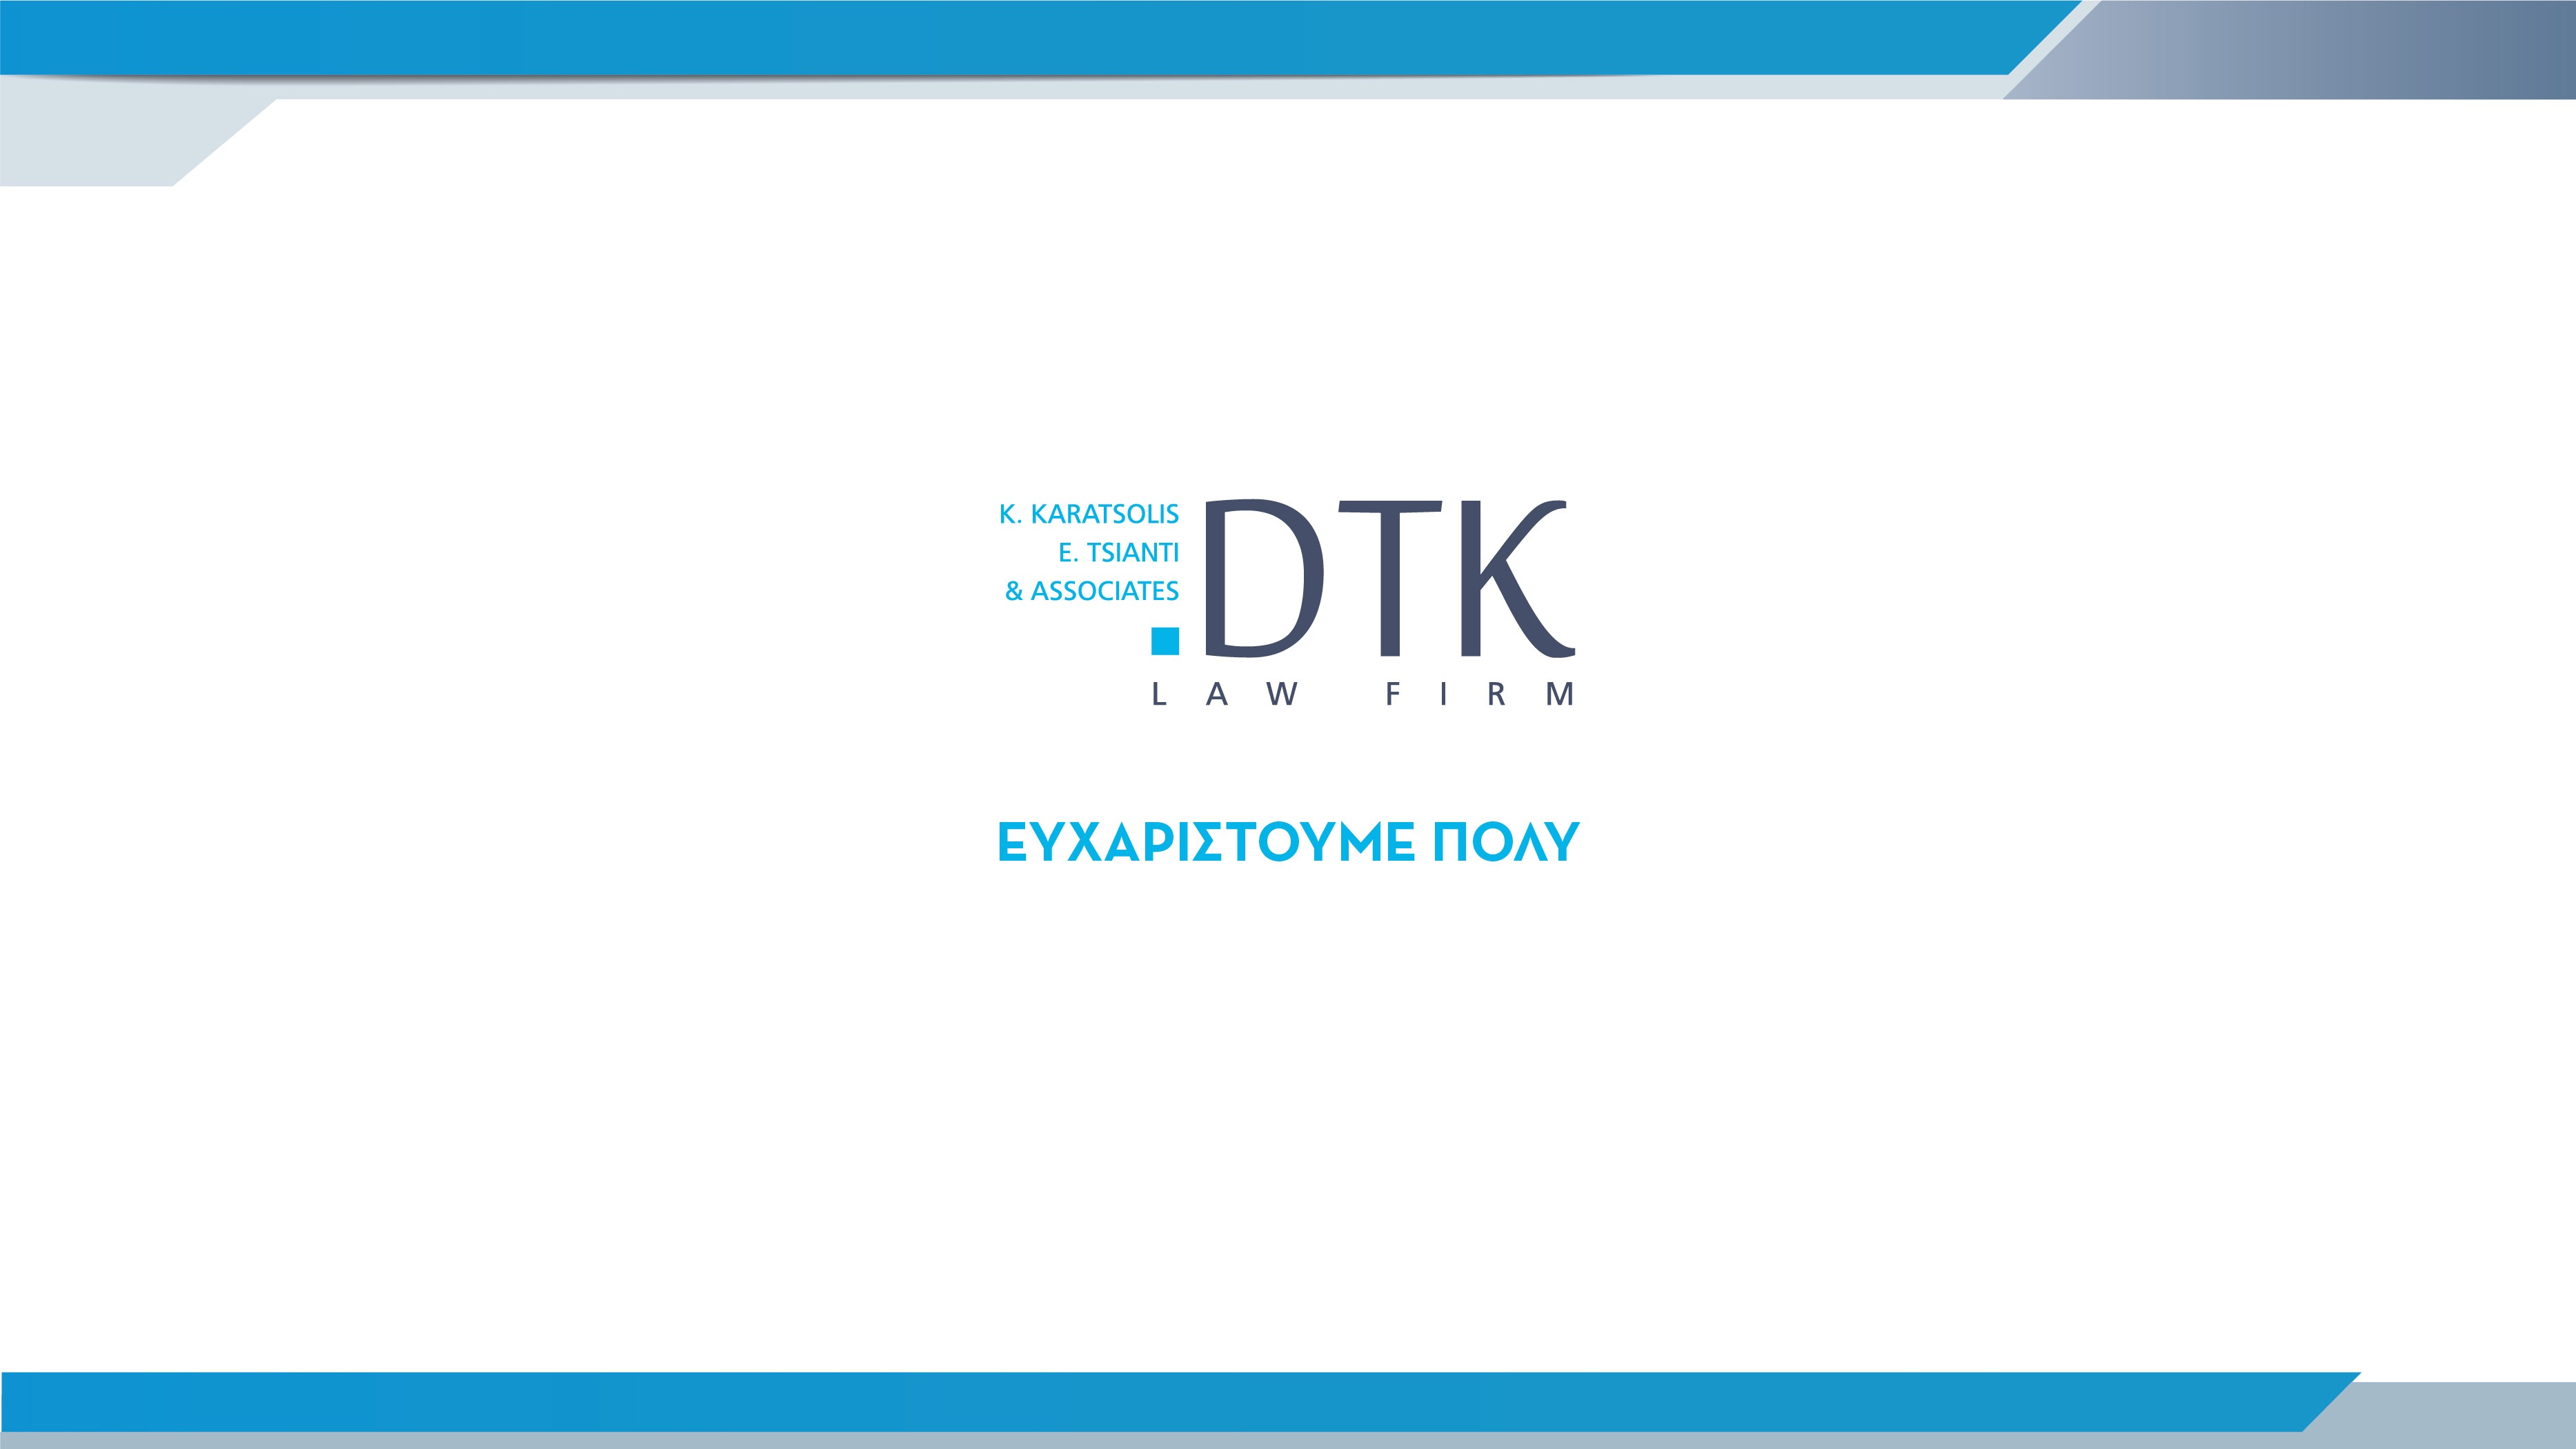 K. KARATSOLIS
E. TSIANTI
& ASSOCIATES
DTK
LAW FIRM
ΕΥΧΑΡΙΣΤΟΥΜΕ ΠΟΛΥ